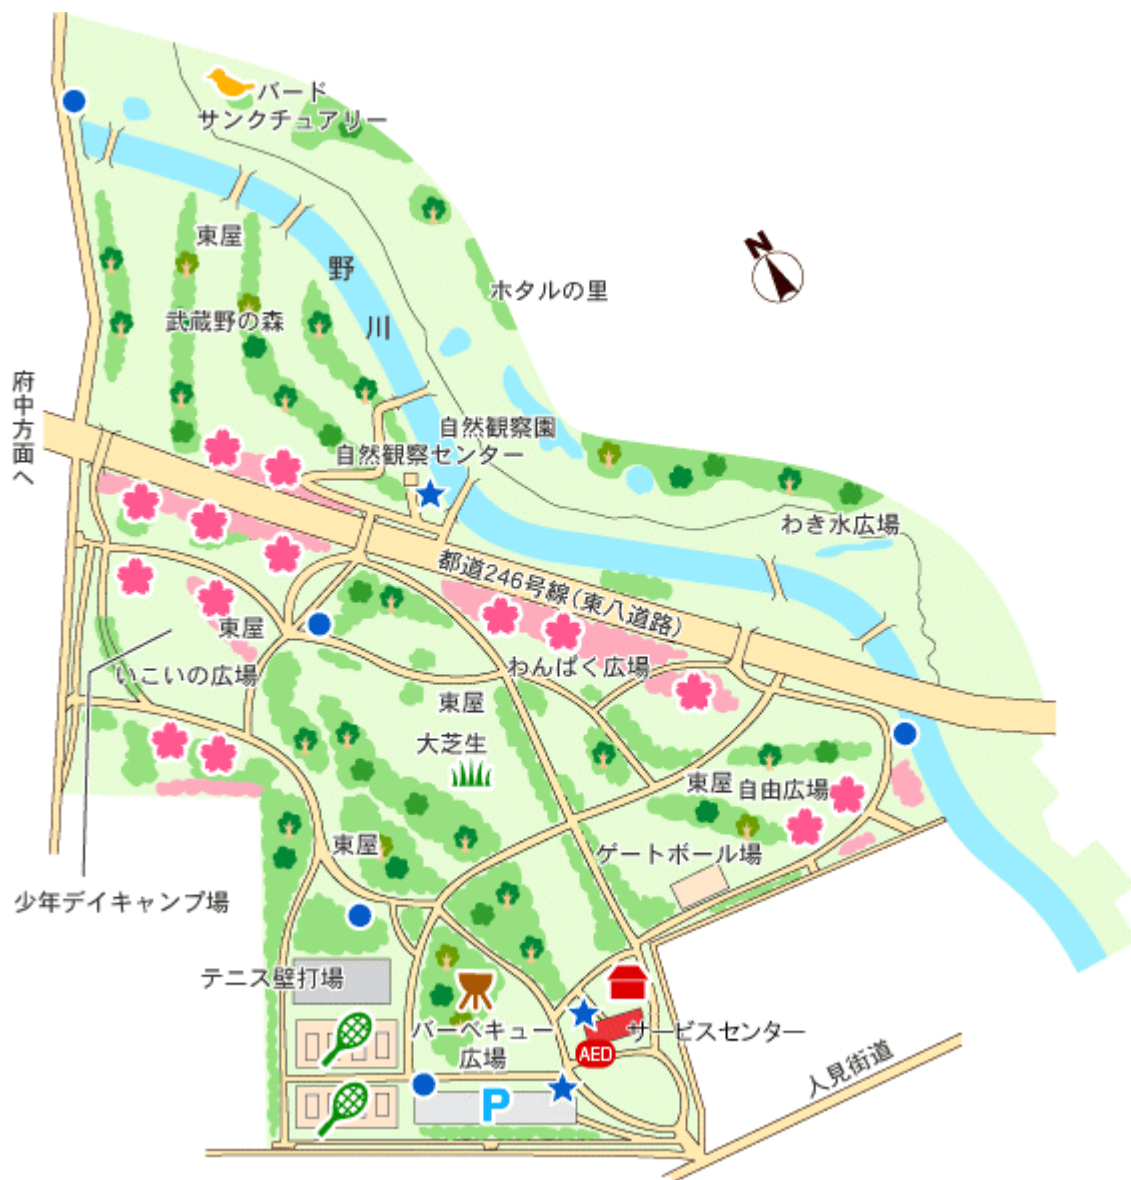 バード
サンクチュアリー
N
東屋
野
川
ホタルの里
武蔵野の森
府中方面へ
自然観察園
自然観察センター
わき水広場
都道246号線(東八道路)
東屋
わんぱく広場
いこいの広場
東屋
大芝生
東屋
自由広場
東屋
ゲートボール場
少年デイキャンプ場
テニス壁打場
バーベキュー
広場
サービスセンター
AED
人見街道
P